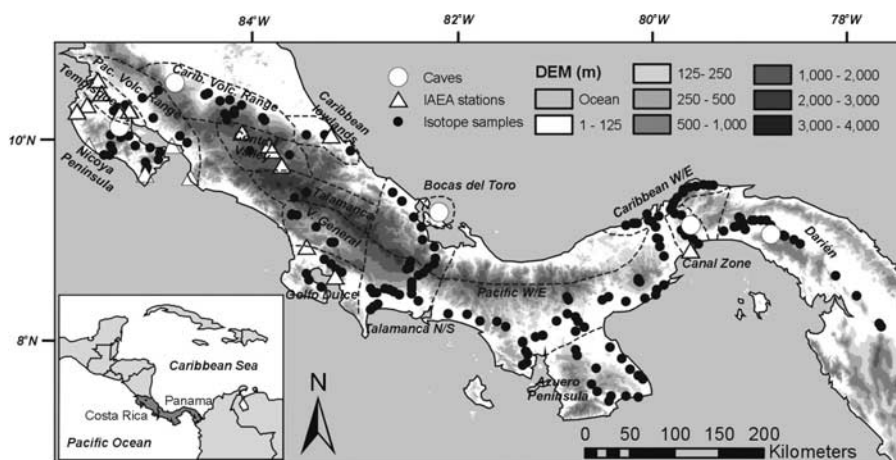 84°W
82°W
80°W
78°W
10°N
8°N
Pac. Volc. Range
Carib. Volc. Range
Caribbean
lowlands
Nicoya
Peninsula
Talamanca
V. General
Golfo Dulce
Talamanca N/S
Bocas del Toro
Pacific W/E
Azuero
Peninsula
Caribbean W/E
Canal Zone
Darién
Caves
IAEA stations
Isotope samples
DEM (m)
Ocean
1 - 125
125- 250
250 - 500
500 - 1,000
1,000 - 2,000
2,000 - 3,000
3,000 - 4,000
Caribbean Sea
Panama
Costa Rica
Pacific Ocean
N
0
50
100
150
200
Kilometers